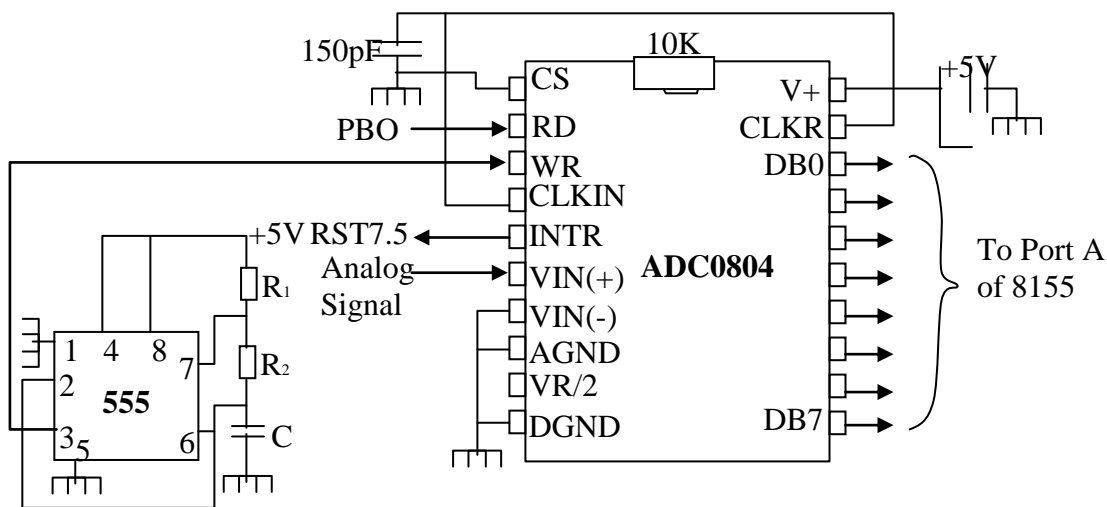 150pF
10K
+5V
CS
V+
PBO
RD
CLKR
WR
DB0
CLKIN
+5V RST7.5
INTR
ADC0804
Analog
Signal
VIN(+)
To Port A
of 8155
R1
VIN(-)
AGND
1 4 8
7
R2
VR/2
2
555
DB7
DGND
3
5
6
C